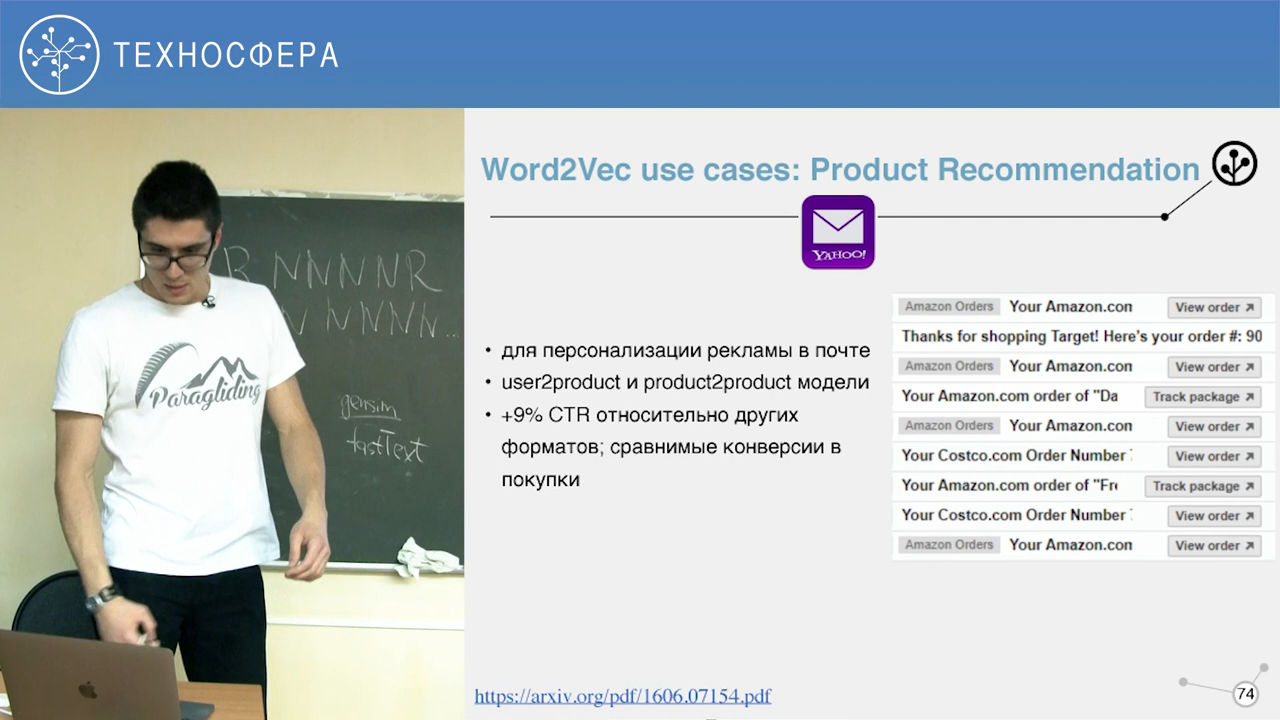 ТЕХНОСФЕРА
Word2Vec use cases: Product Recommendation
YAHOO!
R NNNNR
NNNN...
gensim
fastText
Paragliding
• для персонализации рекламы в почте
• user2product и product2product модели
• +9% CTR относительно других
форматов; сравнимые конверсии в
покупки
Amazon Orders Your Amazon.con View order
Thanks for shopping Target! Here's your order #: 90
Amazon Orders Your Amazon.con View order
Your Amazon.com order of "Da Track package
Amazon Orders Your Amazon.con View order
Your Costco.com Order Number View order
Your Amazon.com order of "Fr Track package
Your Costco.com Order Number View order
Amazon Orders Your Amazon.con View order
https://arxiv.org/pdf/1606.07154.pdf
74